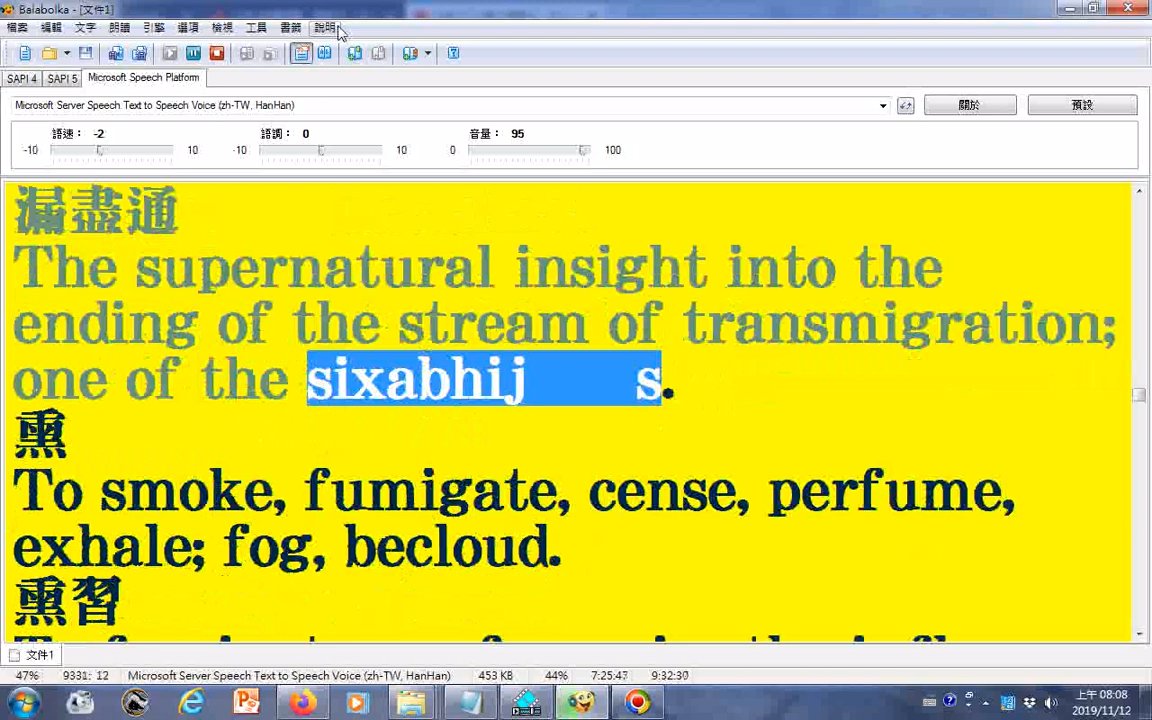 Balabolka - [文件1]
檔案 編輯 文字 朗讀 引擎 選項 檢視 工具 書籤 說明
SAPI 4 SAPI 5 Microsoft Speech Platform
Microsoft Server Speech Text to Speech Voice (zh-TW, HanHan) 關於 預設
語速： -2 語調： 0 音量： 95
-10 10 -10 10 0 100
漏盡通
The supernatural insight into the
ending of the stream of transmigration;
one of the sixabhij s.
熏
To smoke, fumigate, cense, perfume,
exhale; fog, becloud.
熏習
文件1
47% 9331: 12 Microsoft Server Speech Text to Speech Voice (zh-TW, HanHan) 453 KB 44% 7:25:47 9:32:30
上午 08:08
2019/11/12